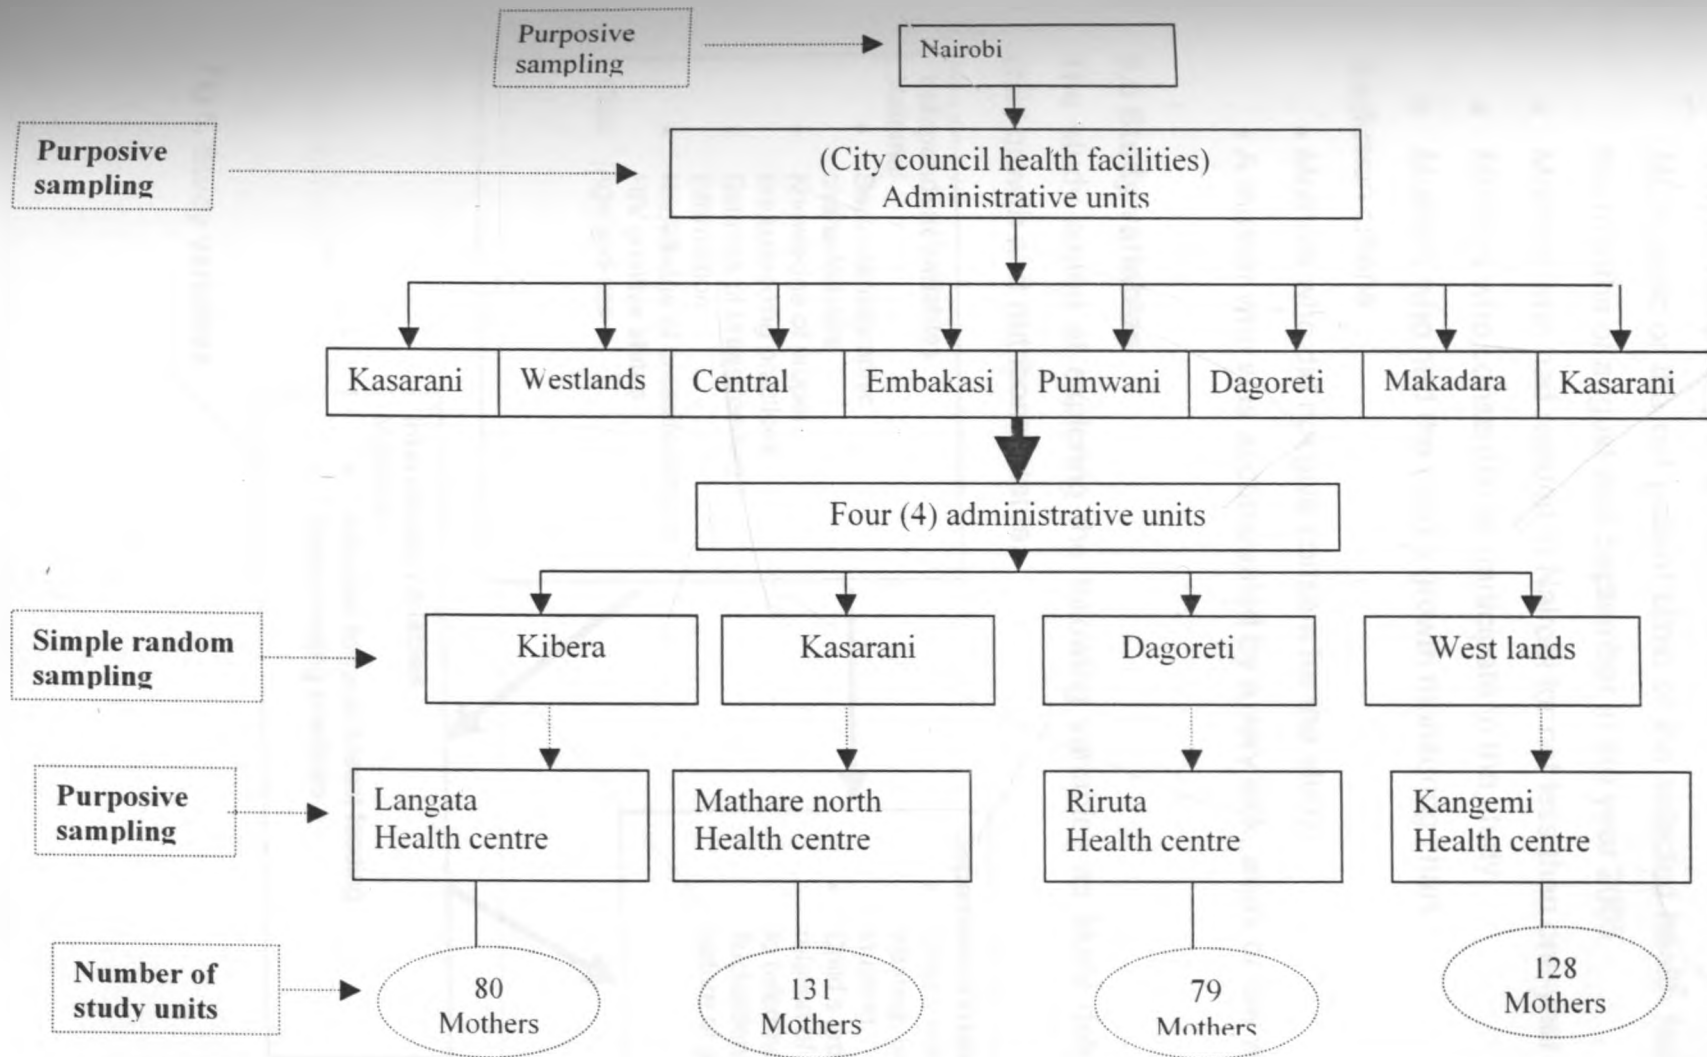 Purposive
sampling
Nairobi
Purposive
sampling
(City council health facilities)
Administrative units
Kasarani
Westlands
Central
Embakasi
Pumwani
Dagoreti
Makadara
Kasarani
Four (4) administrative units
Simple random
sampling
Kibera
Kasarani
Dagoreti
West lands
Purposive
sampling
Langata
Health centre
Mathare north
Health centre
Riruta
Health centre
Kangemi
Health centre
Number of
study units
80
Mothers
131
Mothers
79
Mothers
128
Mothers